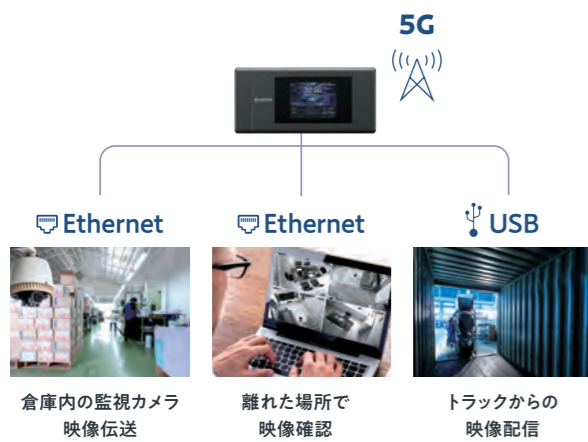 5G
Ethernet
Ethernet
USB
倉庫内の監視カメラ
映像伝送
離れた場所で
映像確認
トラックからの
映像配信